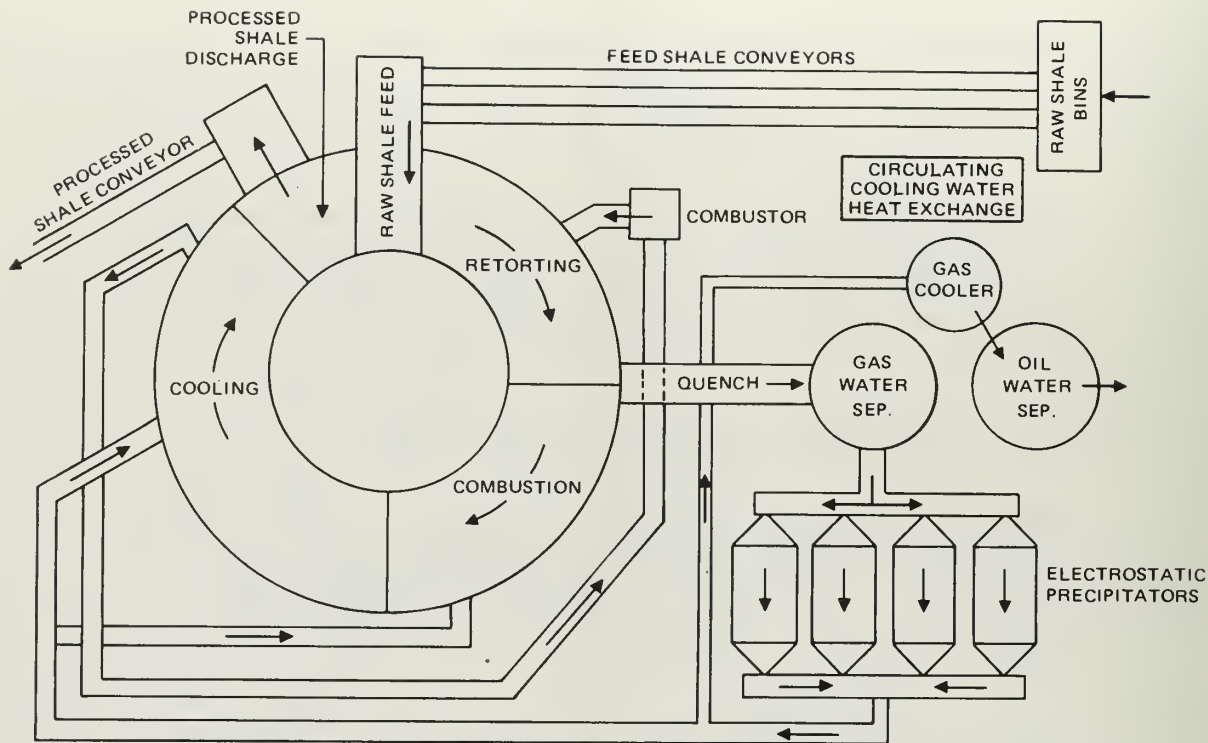 PROCESSED
SHALE
DISCHARGE
FEED SHALE CONVEYORS
RAW SHALE
BINS
RAW SHALE FEED
PROCESSED
SHALE CONVEYOR
CIRCULATING
COOLING WATER
HEAT EXCHANGE
COMBUSTOR
RETORTING
GAS
COOLER
COOLING
QUENCH
GAS
WATER
SEP.
OIL
WATER
SEP.
COMBUSTION
ELECTROSTATIC
PRECIPITATORS